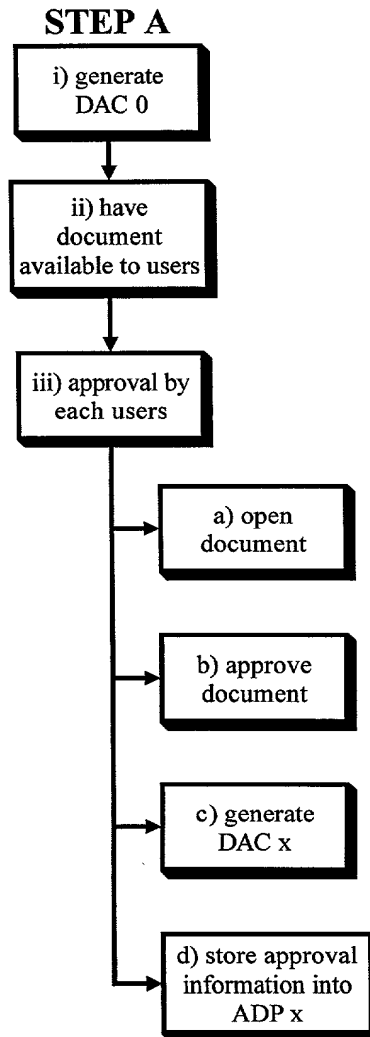 STEP A
i) generate
DAC 0
ii) have
document
available to users
iii) approval by
each users
a) open
document
b) approve
document
c) generate
DAC x
d) store approval
information into
ADP x